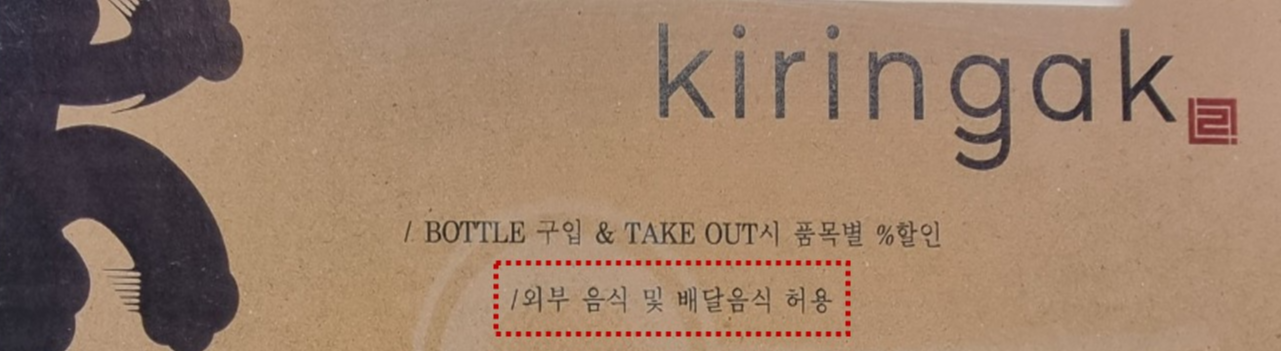 kiringak
/ BOTTLE 구입 & TAKE OUT시 품목별 %할인
/외부 음식 및 배달음식 허용